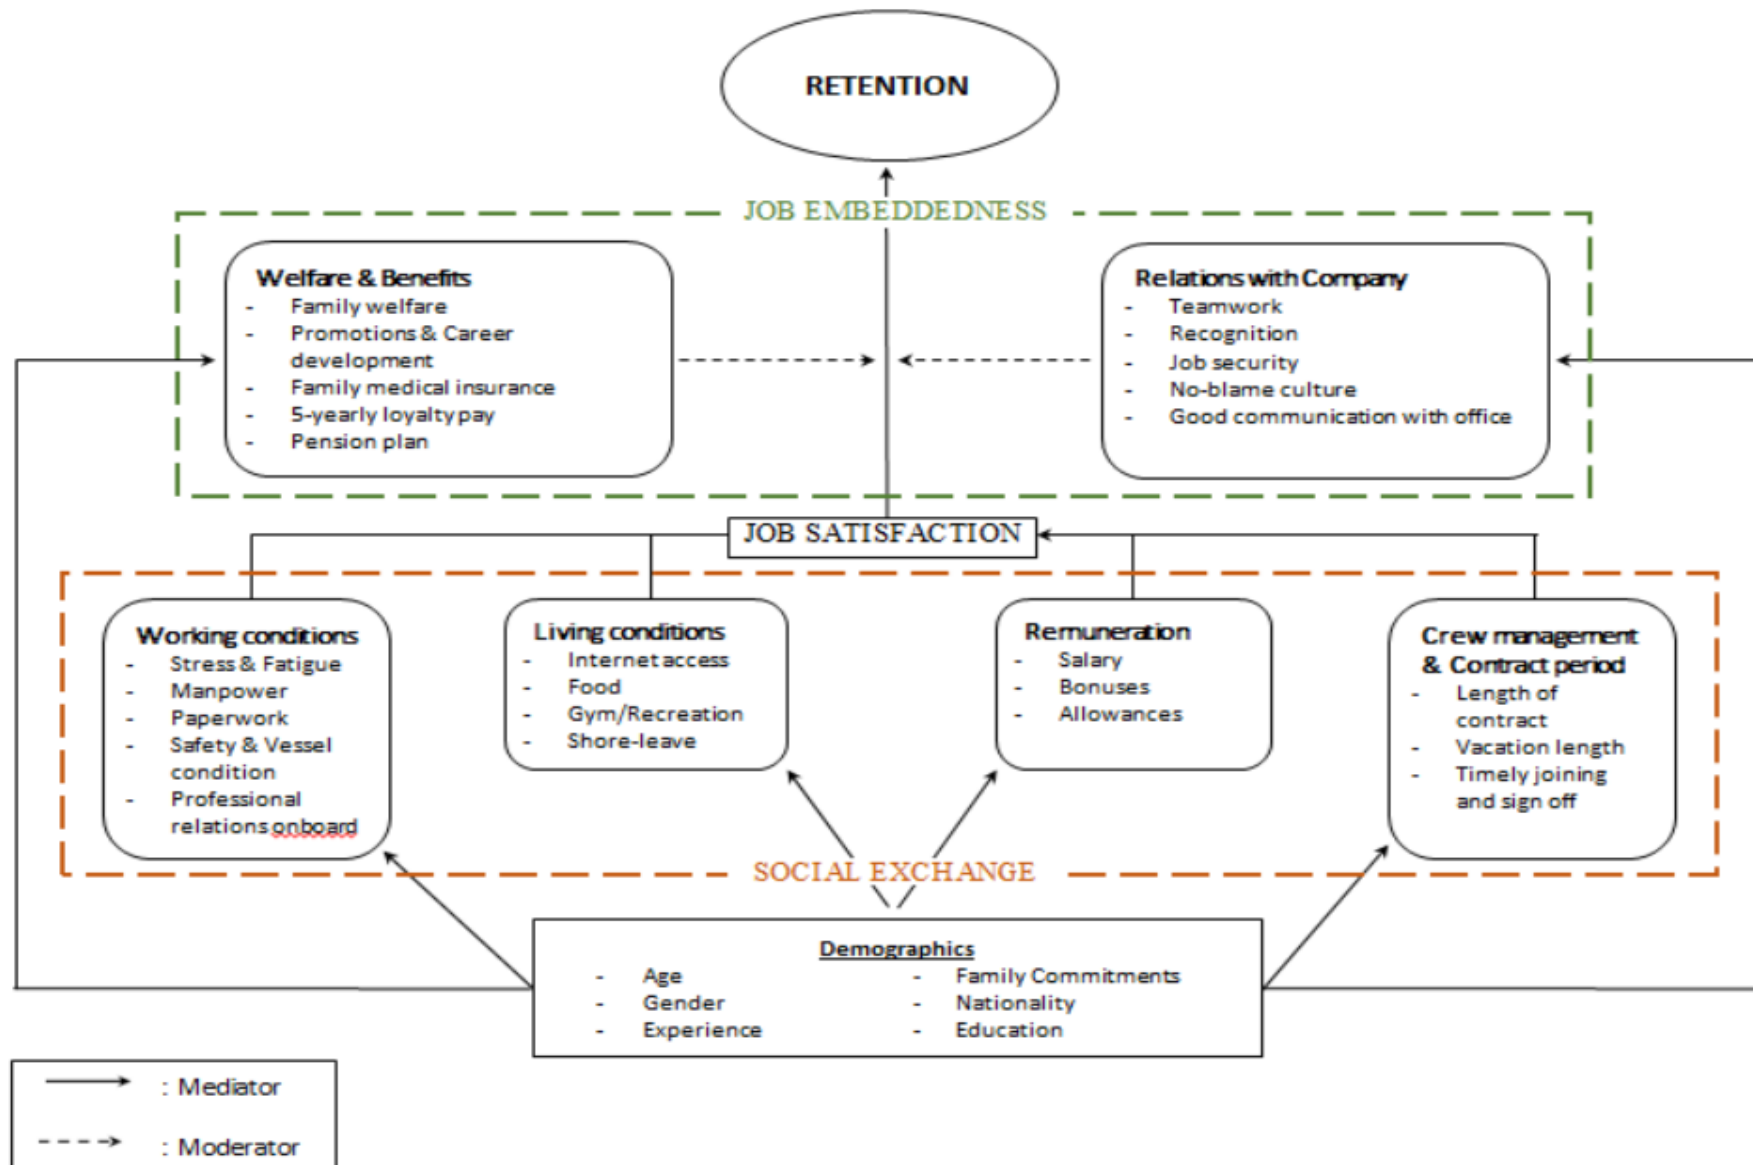 RETENTION
JOB EMBEDDEDNESS
Welfare & Benefits
- Family welfare
- Promotions & Career
development
- Family medical insurance
- 5-yearly loyalty pay
- Pension plan
Relations with Company
- Teamwork
- Recognition
- Job security
- No-blame culture
- Good communication with office
JOB SATISFACTION
Working conditions
- Stress & Fatigue
- Manpower
- Paperwork
- Safety & Vessel
condition
- Professional
relations onboard
Living conditions
- Internet access
- Food
- Gym/Recreation
- Shore-leave
Remuneration
- Salary
- Bonuses
- Allowances
Crew management
& Contract period
- Length of
contract
- Vacation length
- Timely joining
and sign off
SOCIAL EXCHANGE
Demographics
- Age
- Gender
- Experience
- Family Commitments
- Nationality
- Education
: Mediator
: Moderator